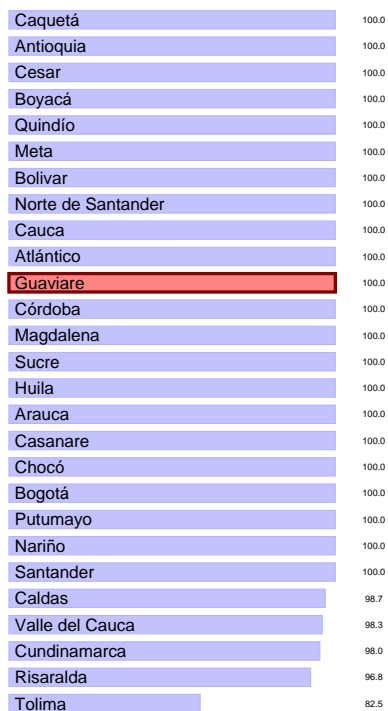 Caquetá 100.0
Antioquia 100.0
Cesar 100.0
Boyacá 100.0
Quindío 100.0
Meta 100.0
Bolivar 100.0
Norte de Santander 100.0
Cauca 100.0
Atlántico 100.0
Guaviare 100.0
Córdoba 100.0
Magdalena 100.0
Sucre 100.0
Huila 100.0
Arauca 100.0
Casanare 100.0
Chocó 100.0
Bogotá 100.0
Putumayo 100.0
Nariño 100.0
Santander 100.0
Caldas 98.7
Valle del Cauca 98.3
Cundinamarca 98.0
Risaralda 96.8
Tolima 82.5